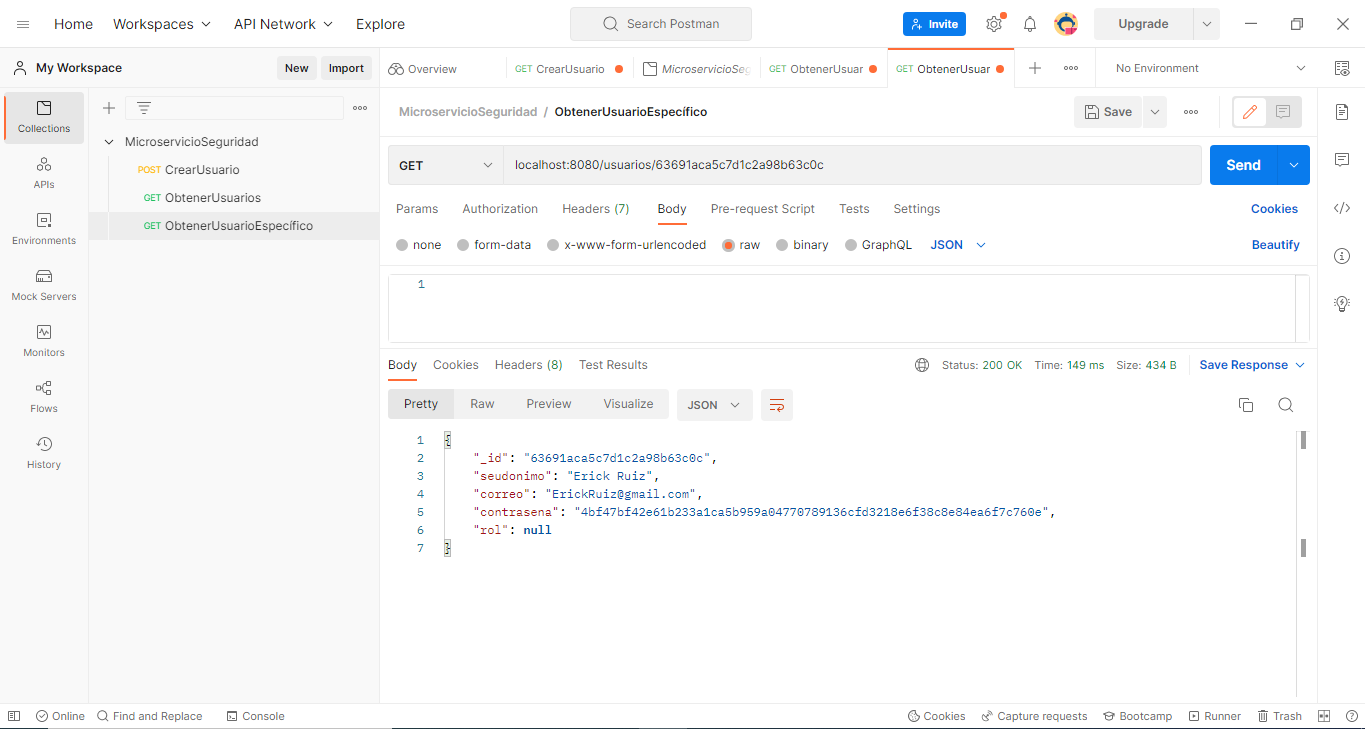 Home Workspaces API Network Explore Search Postman Invite Upgrade
My Workspace New Import Overview GET CrearUsuario MicroservicioSeg GET ObtenerUsuar GET ObtenerUsuar No Environment
Collections
APIs
Environments
Mock Servers
Monitors
Flows
History
MicroservicioSeguridad
POST CrearUsuario
GET ObtenerUsuarios
GET ObtenerUsuarioEspecífico
MicroservicioSeguridad / ObtenerUsuarioEspecífico Save
GET localhost:8080/usuarios/63691aca5c7d1c2a98b63c0c Send
Params Authorization Headers (7) Body Pre-request Script Tests Settings Cookies
none form-data x-www-form-urlencoded raw binary GraphQL JSON Beautify
1
Body Cookies Headers (8) Test Results Status: 200 OK Time: 149 ms Size: 434 B Save Response
Pretty Raw Preview Visualize JSON
1 {
2 "_id": "63691aca5c7d1c2a98b63c0c",
3 "seudonimo": "Erick Ruiz",
4 "correo": "ErickRuiz@gmail.com",
5 "contrasena": "4bf47bf42e61b233a1ca5b959a04770789136cfd3218e6f38c8e84ea6f7c760e",
6 "rol": null
7 }
Online Find and Replace Console Cookies Capture requests Bootcamp Runner Trash